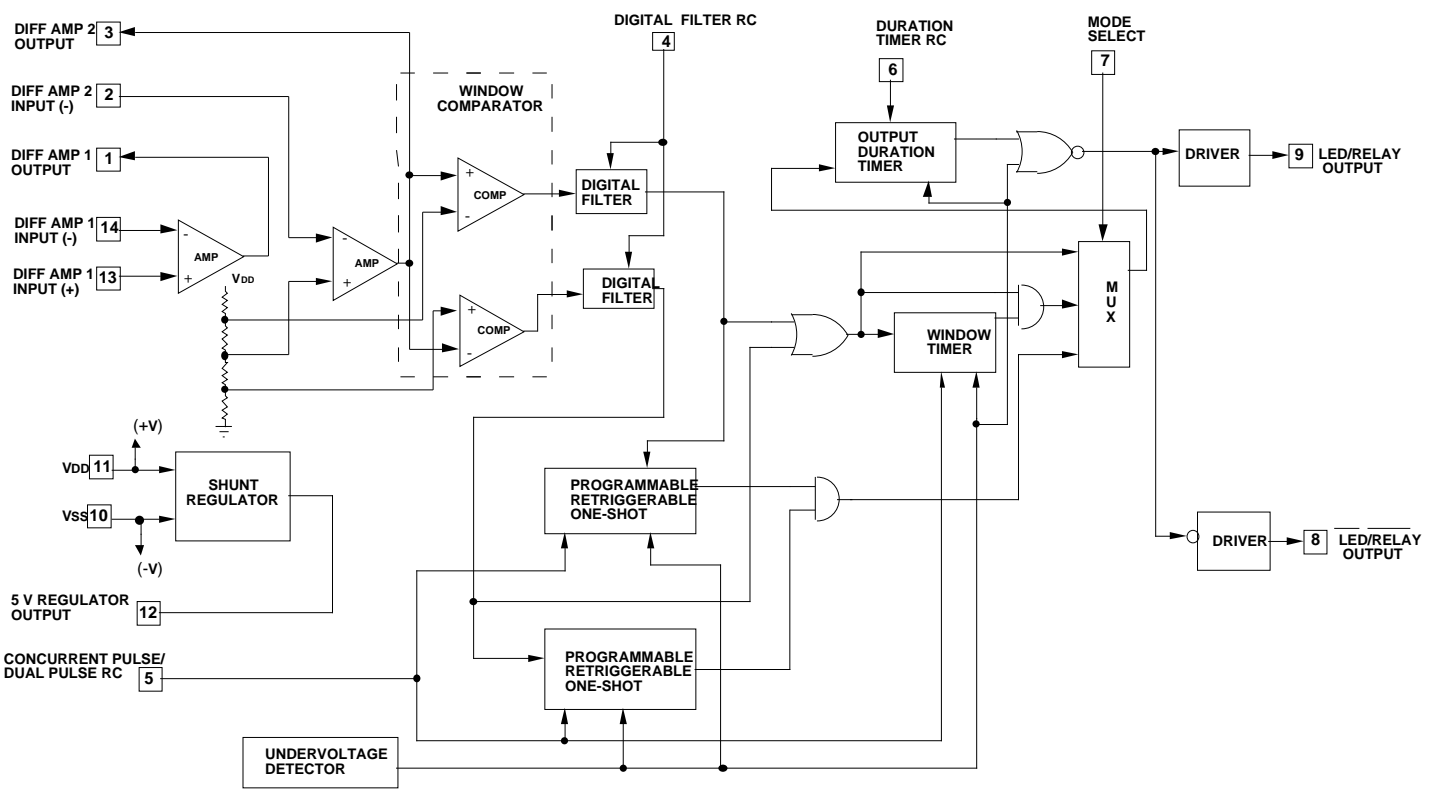 DIFF AMP 2
OUTPUT
3
DIFF AMP 2
INPUT (-)
2
DIFF AMP 1
OUTPUT
1
DIFF AMP 1
INPUT (-)
14
DIFF AMP 1
INPUT (+)
13
-
+
AMP
VDD
-
+
AMP
WINDOW
COMPARATOR
+
-
COMP
+
-
COMP
DIGITAL FILTER RC
4
DIGITAL
FILTER
DIGITAL
FILTER
DURATION
TIMER RC
6
MODE
SELECT
7
OUTPUT
DURATION
TIMER
DRIVER
9
LED/RELAY
OUTPUT
M
U
X
WINDOW
TIMER
(+V)
VDD
11
VSS
10
(-V)
SHUNT
REGULATOR
5 V REGULATOR
OUTPUT
12
CONCURRENT PULSE/
DUAL PULSE RC
5
PROGRAMMABLE
RETRIGGERABLE
ONE-SHOT
PROGRAMMABLE
RETRIGGERABLE
ONE-SHOT
DRIVER
8
LED/RELAY
OUTPUT
UNDERVOLTAGE
DETECTOR